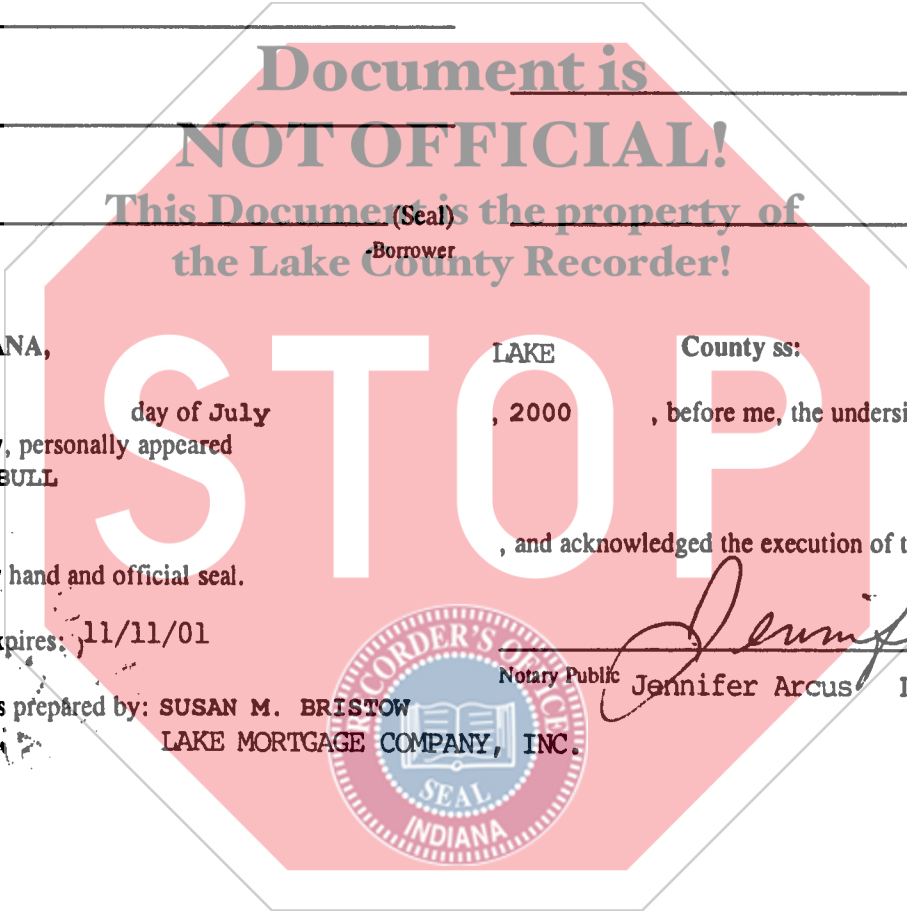 Document is
NOT OFFICIAL!
This Document is the property of
(Seal)
-Borrower
the Lake County Recorder!
STOP
ANA, LAKE County ss:
day of July , 2000 , before me, the undersi
, personally appeared
BULL
, and acknowledged the execution of t
hand and official seal.
pires: 11/11/01
Notary Public Jennifer Arcus
s prepared by: SUSAN M. BRISTOW
LAKE MORTGAGE COMPANY, INC.
RECORDER'S OFFICE
SEAL
INDIANA